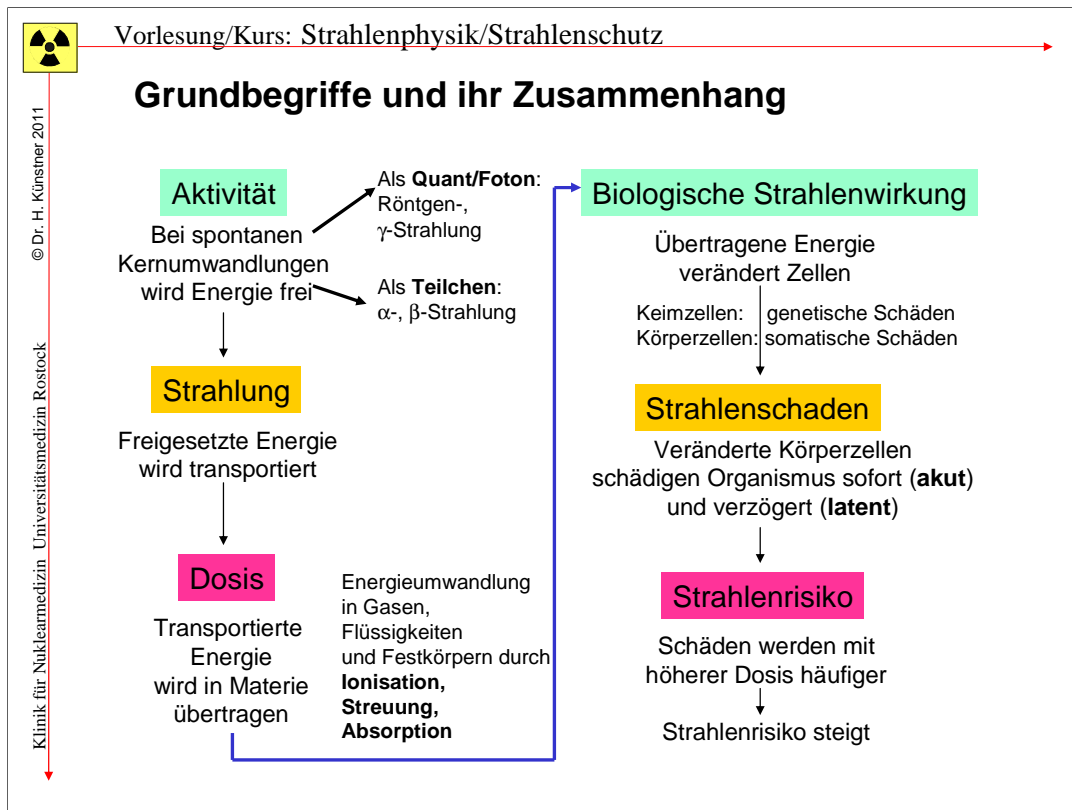 Vorlesung/Kurs: Strahlenphysik/Strahlenschutz
Grundbegriffe und ihr Zusammenhang
© Dr. H. Künstner 2011
Klinik für Nuklearmedizin Universitätsmedizin Rostock
Aktivität
Bei spontanen
Kernumwandlungen
wird Energie frei
Als Quant/Foton:
Röntgen-,
γ-Strahlung
Als Teilchen:
α-, β-Strahlung
Strahlung
Freigesetzte Energie
wird transportiert
Dosis
Transportierte
Energie
wird in Materie
übertragen
Energieumwandlung
in Gasen,
Flüssigkeiten
und Festkörpern durch
Ionisation,
Streuung,
Absorption
Biologische Strahlenwirkung
Übertragene Energie
verändert Zellen
Keimzellen: genetische Schäden
Körperzellen: somatische Schäden
Strahlenschaden
Veränderte Körperzellen
schädigen Organismus sofort (akut)
und verzögert (latent)
Strahlenrisiko
Schäden werden mit
höherer Dosis häufiger
Strahlenrisiko steigt